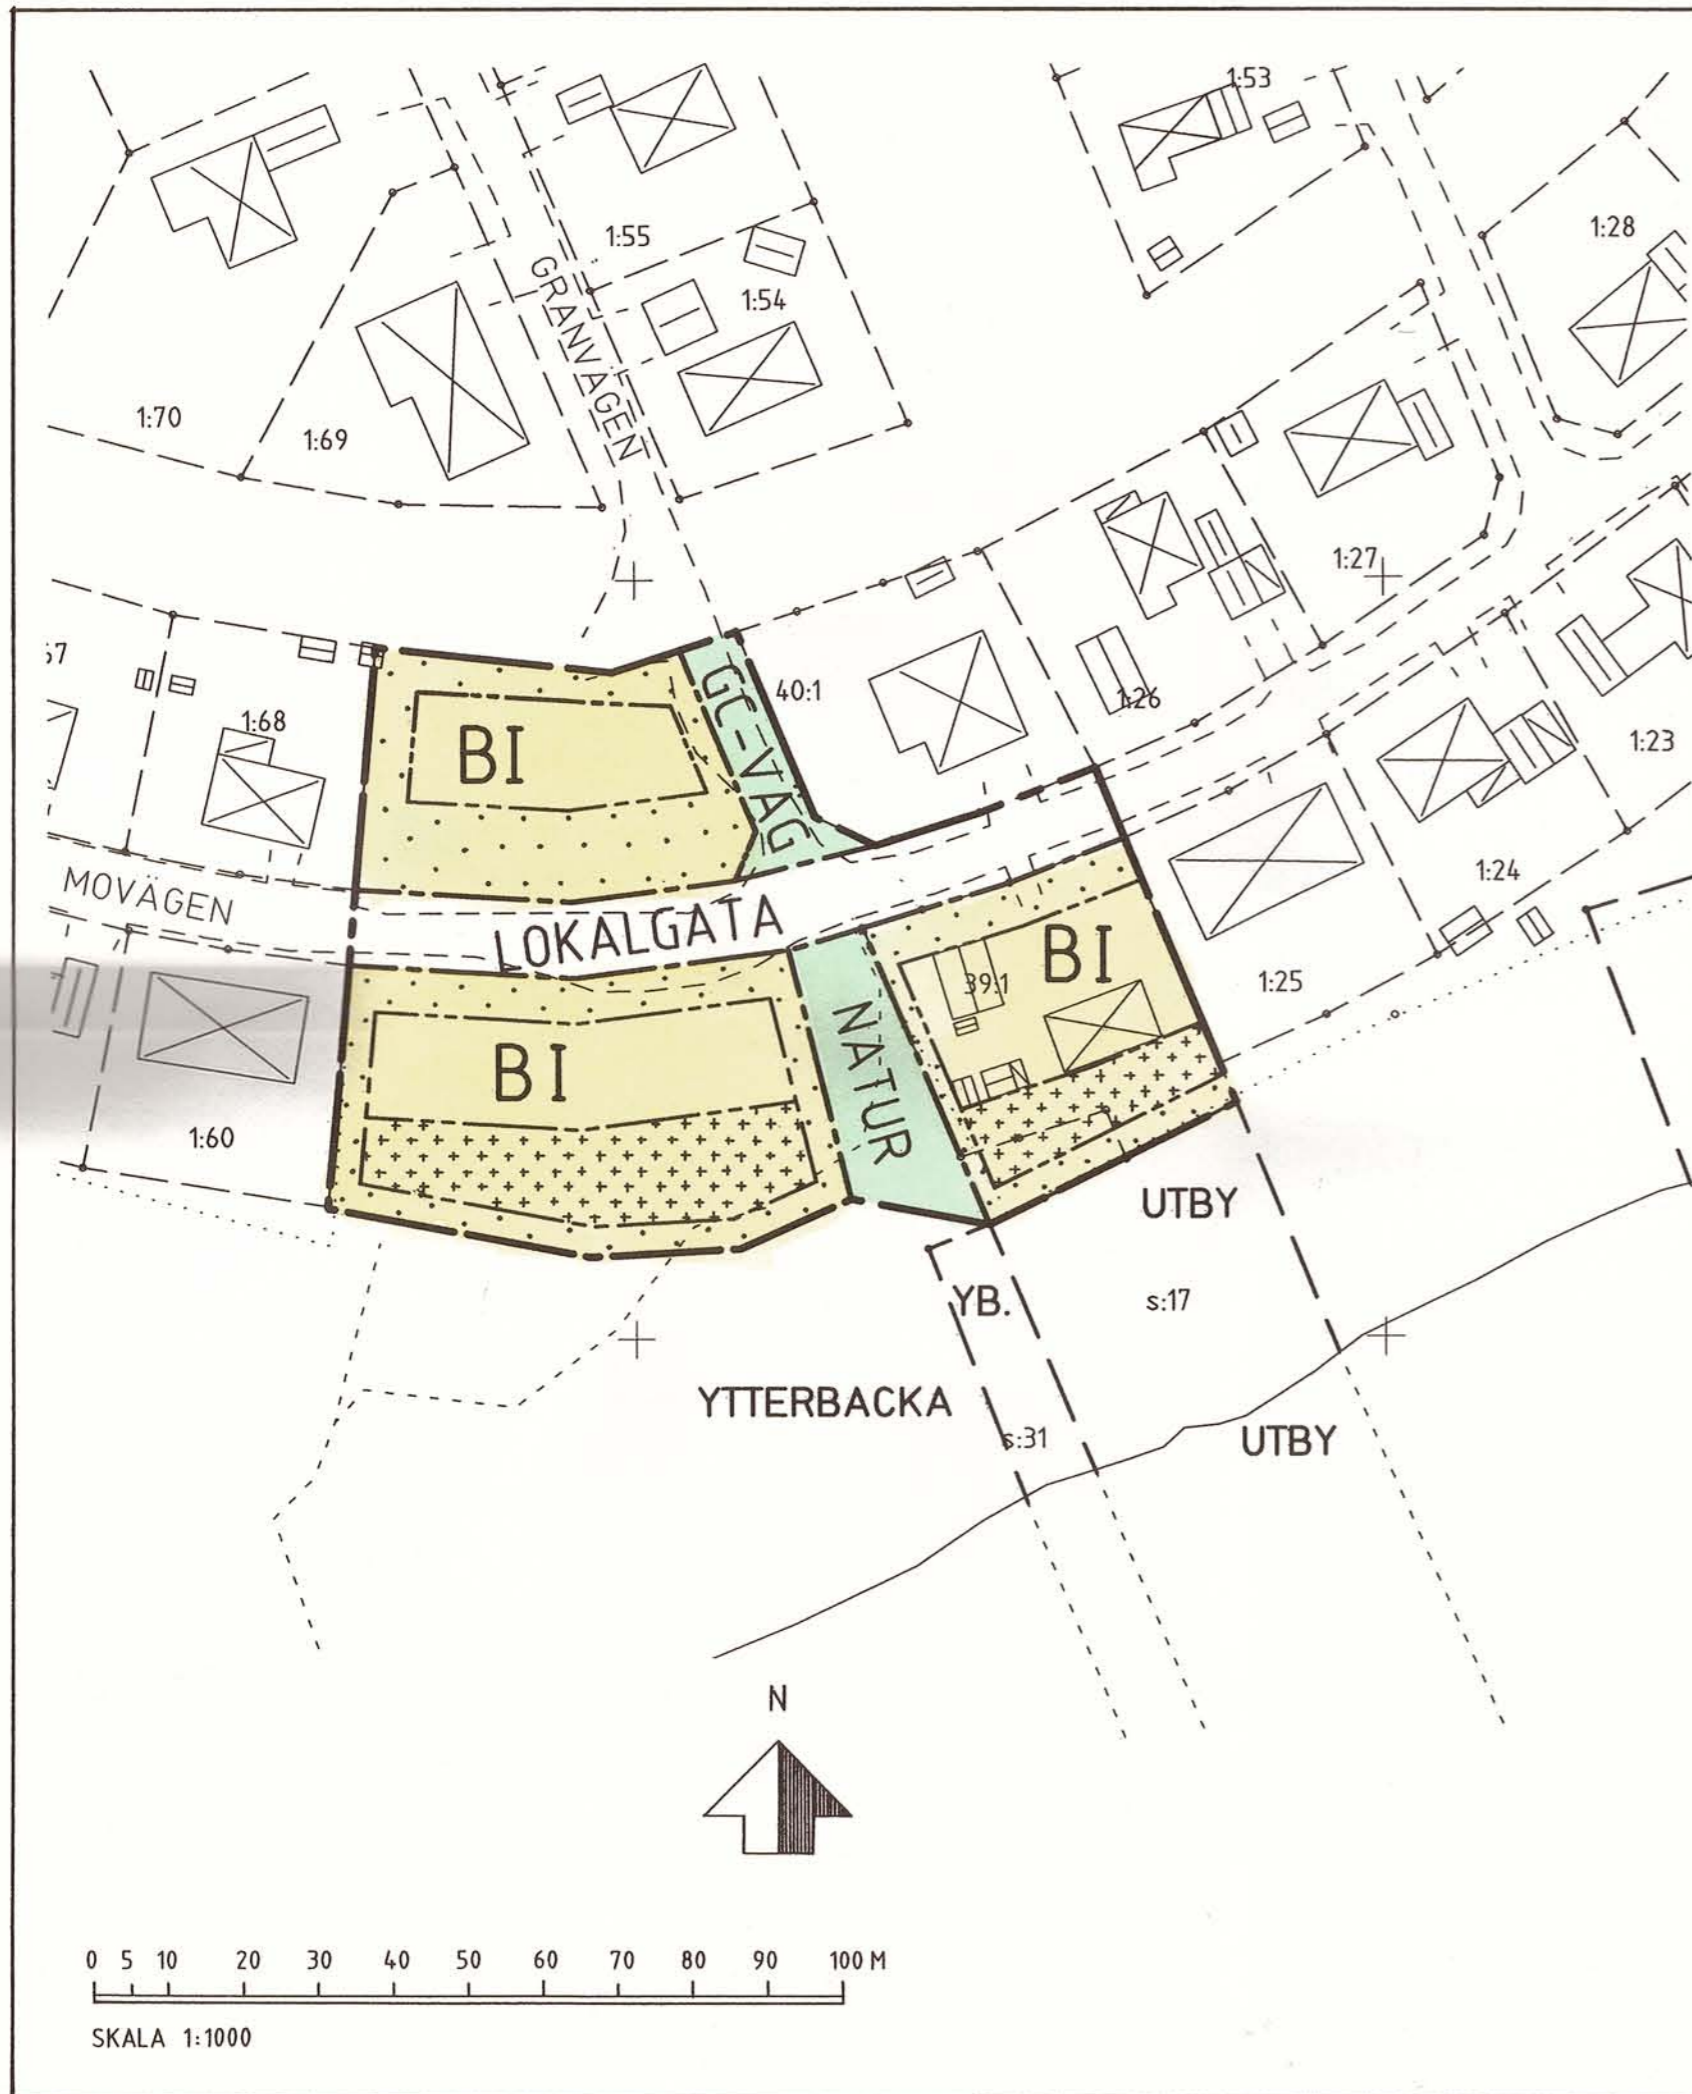 1:53
1:55
1:28
GRANVÄGEN
1:54
1:70
1:69
1:27
57
1:68
40:1
1:26
1:23
BI
GC-VÄG
MOVÄGEN
1:24
LOKALGATA
BI
39:1
1:25
BI
NATUR
1:60
UTBY
YB.
s:17
YTTERBACKA
s:31
UTBY
N
0 5 10 20 30 40 50 60 70 80 90 100 M
SKALA 1:1000